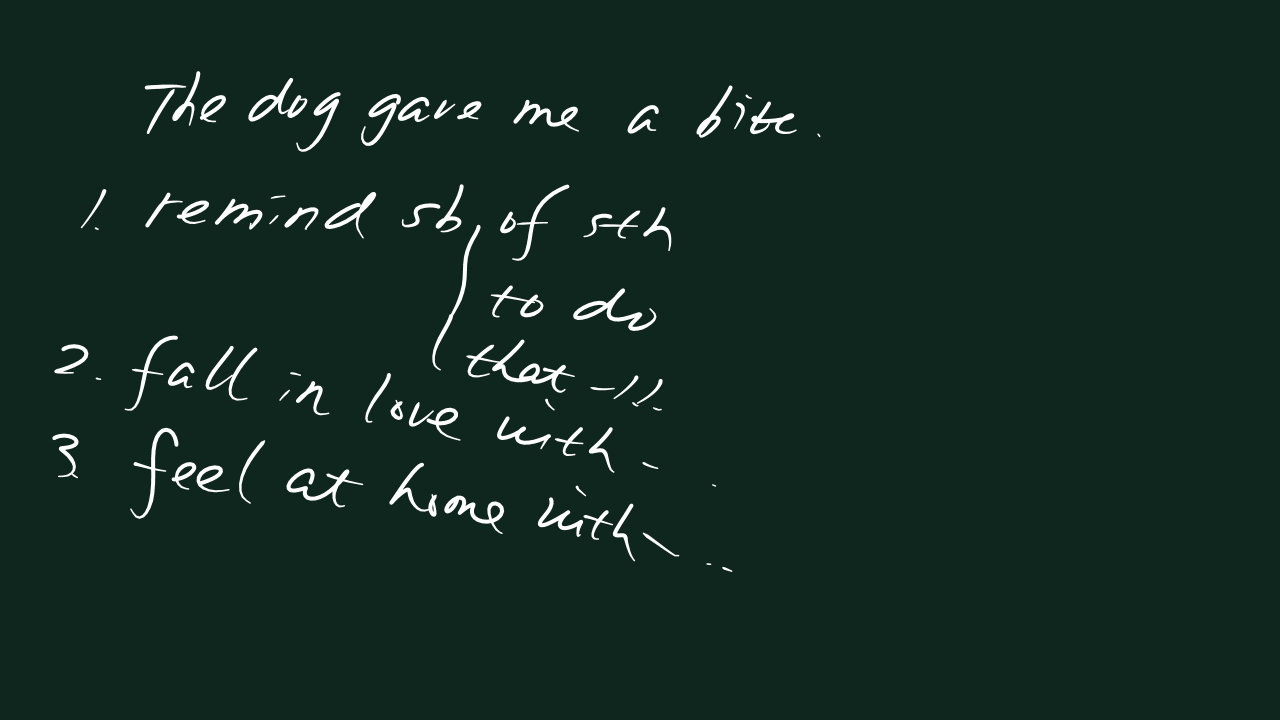 The dog gave me a bite.
1. remind sb of sth
to do
that ...
2. fall in love with ...
3 feel at home with ...